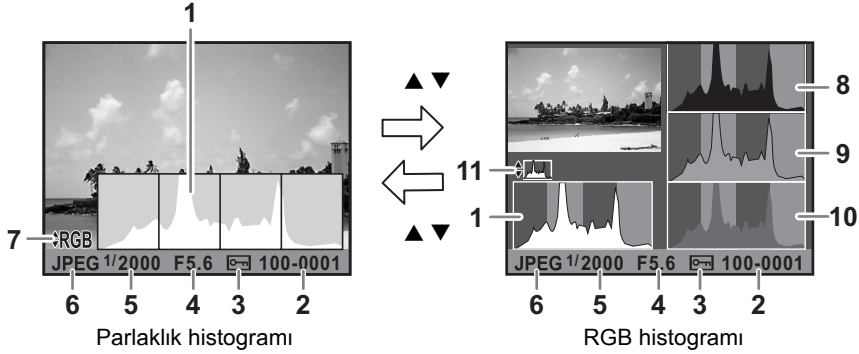 1
▲ ▼
8
9
11
1
10
▲ ▼
7
RGB
JPEG 1/2000 F5.6 100-0001
JPEG 1/2000 F5.6 100-0001
6 5 4 3 2
6 5 4 3 2
Parlaklık histogramı
RGB histogramı